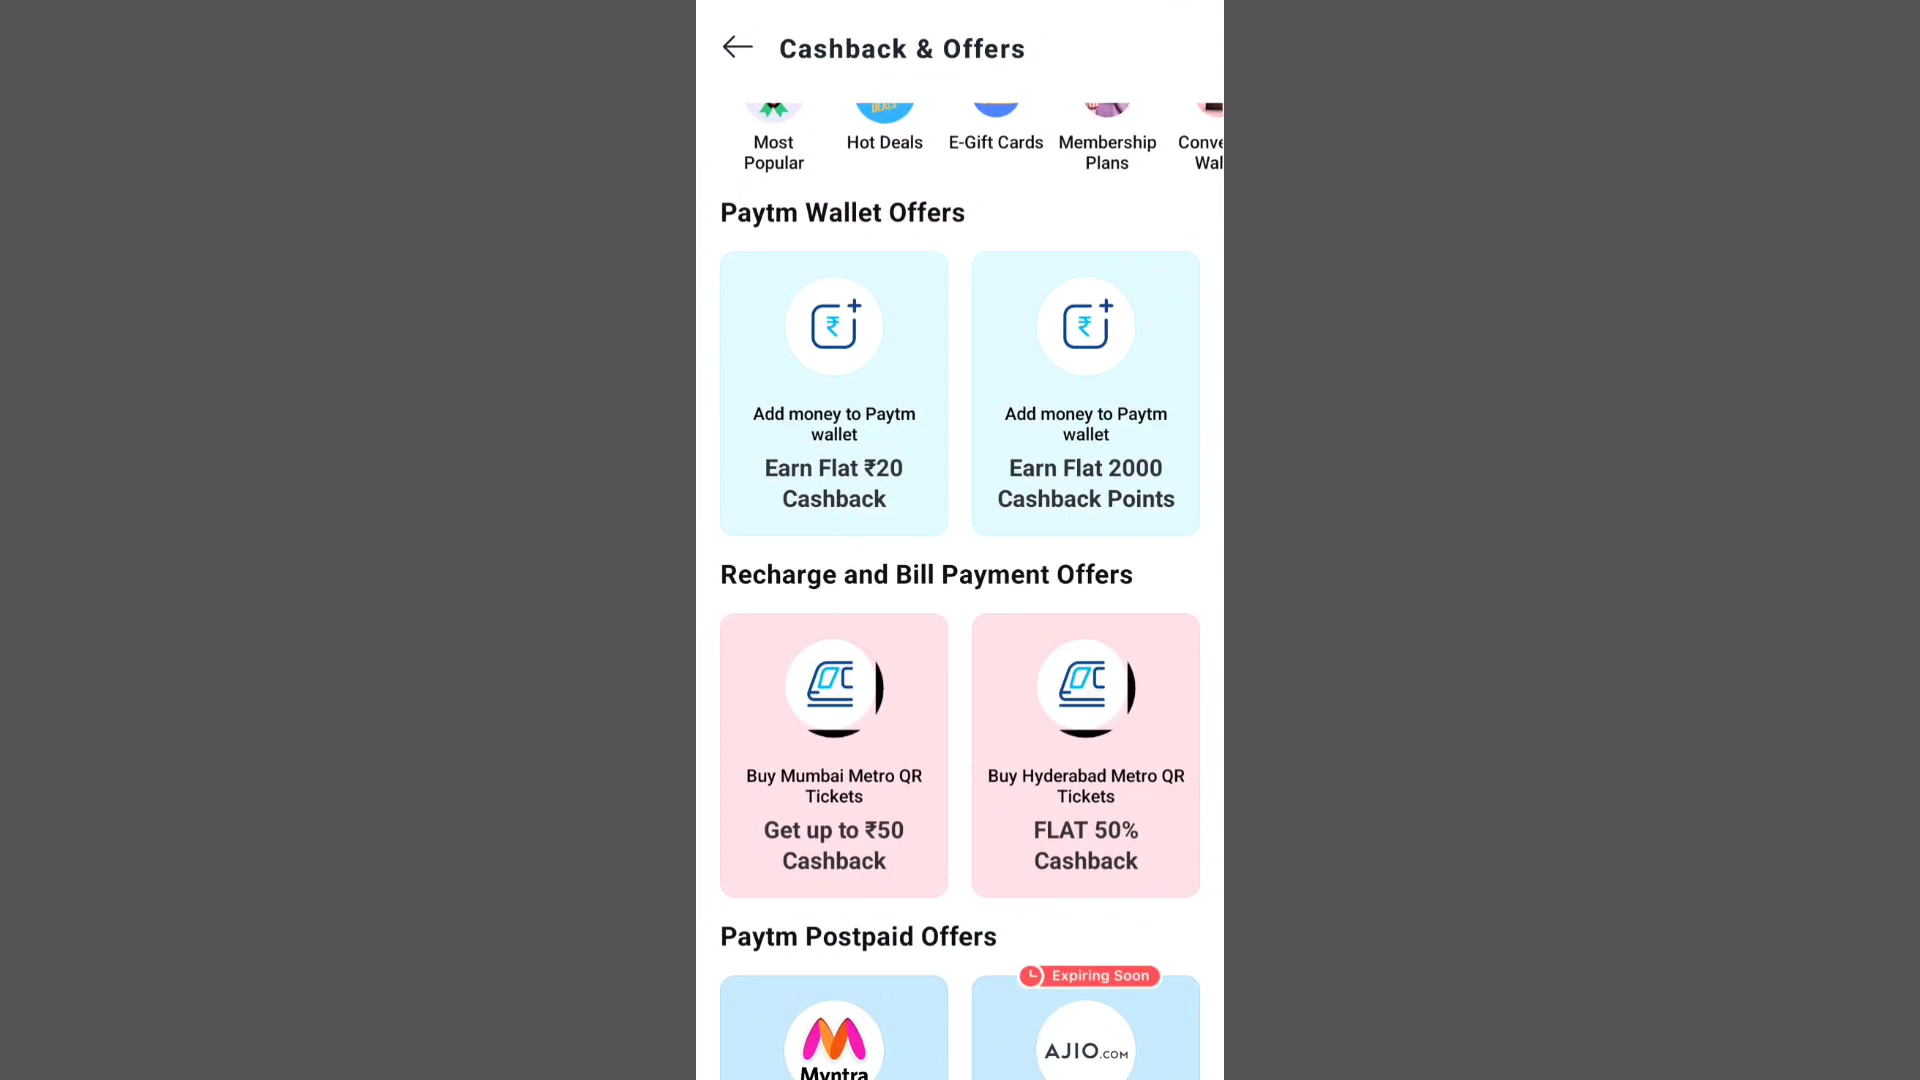 Cashback & Offers
DEALS
Most
Popular
Hot Deals
E-Gift Cards
Membership
Plans
Paytm Wallet Offers
Add money to Paytm
wallet
Earn Flat ₹20
Cashback
Add money to Paytm
wallet
Earn Flat 2000
Cashback Points
Recharge and Bill Payment Offers
Buy Mumbai Metro QR
Tickets
Get up to ₹50
Cashback
Buy Hyderabad Metro QR
Tickets
FLAT 50%
Cashback
Paytm Postpaid Offers
Expiring Soon
Myntra
AJIO.COM